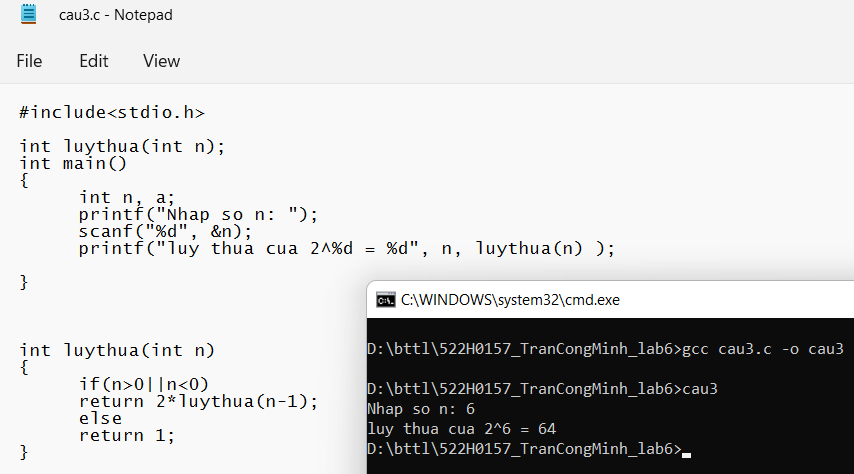 cau3.c - Notepad
File Edit View
#include<stdio.h>
int luythua(int n);
int main()
{
int n, a;
printf("Nhap so n: ");
scanf("%d", &n);
printf("luy thua cua 2^%d = %d", n, luythua(n) );
}
int luythua(int n)
{
if(n>0||n<0)
return 2*luythua(n-1);
else
return 1;
}
C:\WINDOWS\system32\cmd.exe
D:\bttl\522H0157_TranCongMinh_lab6>gcc cau3.c -o cau3
D:\bttl\522H0157_TranCongMinh_lab6>cau3
Nhap so n: 6
luy thua cua 2^6 = 64
D:\bttl\522H0157_TranCongMinh_lab6>